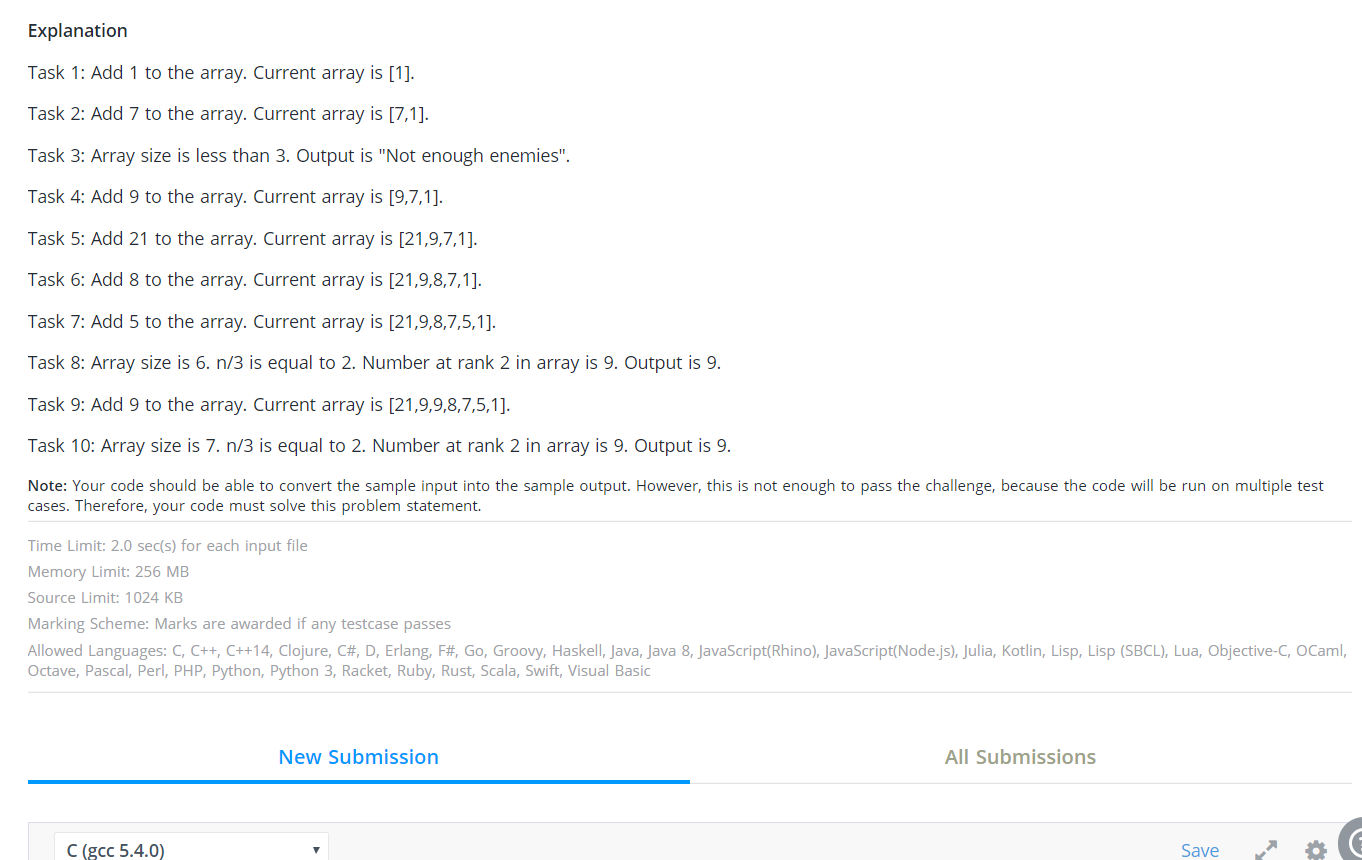 Explanation
Task 1: Add 1 to the array. Current array is [1].
Task 2: Add 7 to the array. Current array is [7,1].
Task 3: Array size is less than 3. Output is "Not enough enemies".
Task 4: Add 9 to the array. Current array is [9,7,1].
Task 5: Add 21 to the array. Current array is [21,9,7,1].
Task 6: Add 8 to the array. Current array is [21,9,8,7,1].
Task 7: Add 5 to the array. Current array is [21,9,8,7,5,1].
Task 8: Array size is 6. n/3 is equal to 2. Number at rank 2 in array is 9. Output is 9.
Task 9: Add 9 to the array. Current array is [21,9,9,8,7,5,1].
Task 10: Array size is 7. n/3 is equal to 2. Number at rank 2 in array is 9. Output is 9.
Note: Your code should be able to convert the sample input into the sample output. However, this is not enough to pass the challenge, because the code will be run on multiple test
cases. Therefore, your code must solve this problem statement.
Time Limit: 2.0 sec(s) for each input file
Memory Limit: 256 MB
Source Limit: 1024 KB
Marking Scheme: Marks are awarded if any testcase passes
Allowed Languages: C, C++, C++14, Clojure, C#, D, Erlang, F#, Go, Groovy, Haskell, Java, Java 8, JavaScript(Rhino), JavaScript(Node.js), Julia, Kotlin, Lisp, Lisp (SBCL), Lua, Objective-C, OCaml,
Octave, Pascal, Perl, PHP, Python, Python 3, Racket, Ruby, Rust, Scala, Swift, Visual Basic
New Submission
All Submissions
C (gcc 5.4.0)
Save